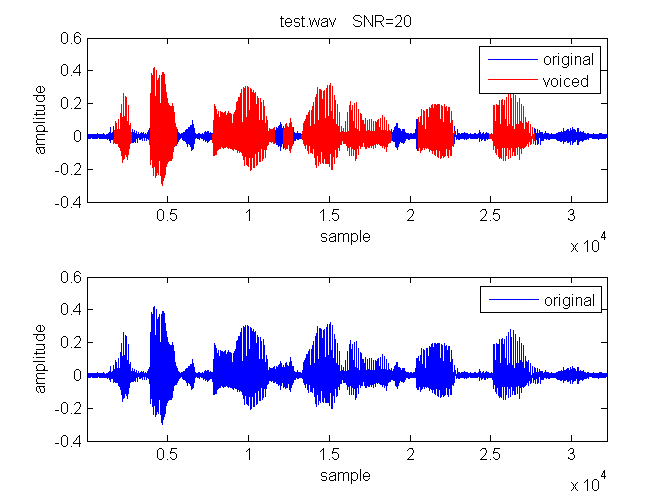 test.wav SNR=20
0.6
0.4
0.2
0
-0.2
-0.4
amplitude
original
voiced
0.5 1 1.5 2 2.5 3
sample
x 10^4
0.6
0.4
0.2
0
-0.2
-0.4
amplitude
original
0.5 1 1.5 2 2.5 3
sample
x 10^4